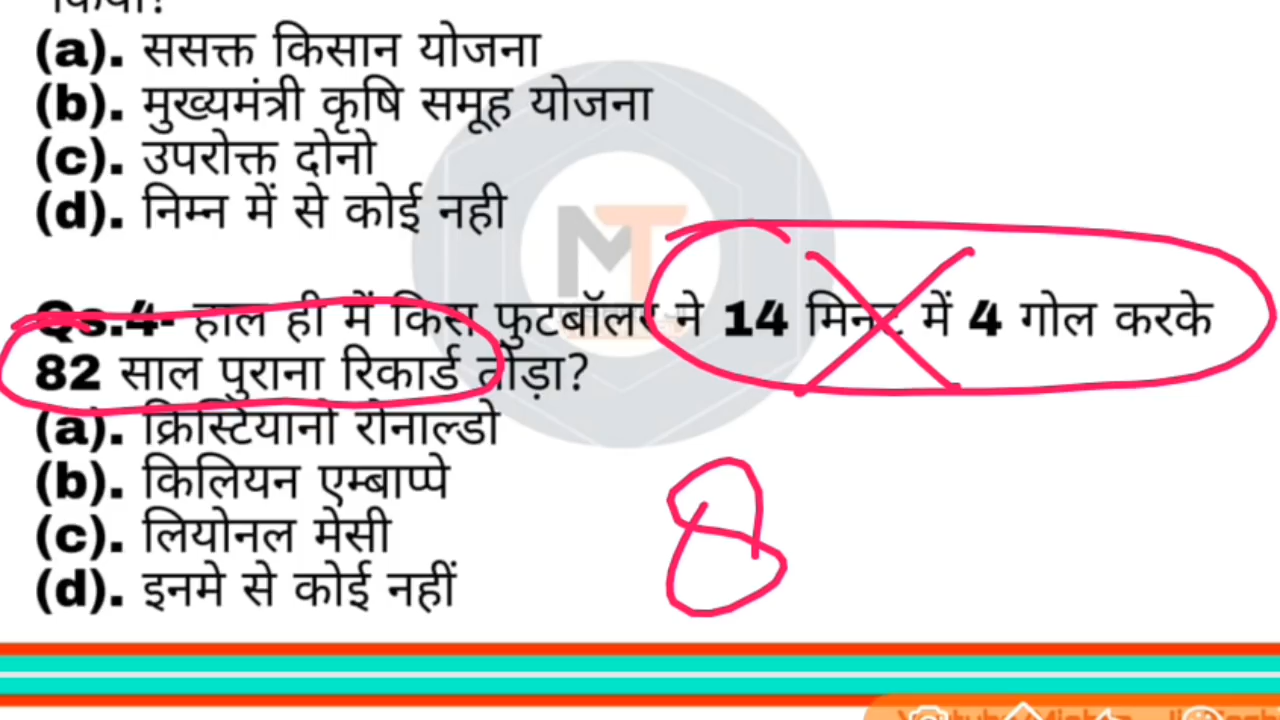 किया?
(a). ससक्त किसान योजना
(b). मुख्यमंत्री कृषि समूह योजना
(c). उपरोक्त दोनो
(d). निम्न में से कोई नही
MT
Qs.4- हाल ही में किस फुटबॉलर ने 14 मिनट में 4 गोल करके
82 साल पुराना रिकार्ड तोड़ा?
(a). क्रिस्टियानो रोनाल्डो
(b). किलियन एम्बाप्पे
(c). लियोनल मेसी
(d). इनमे से कोई नहीं
8